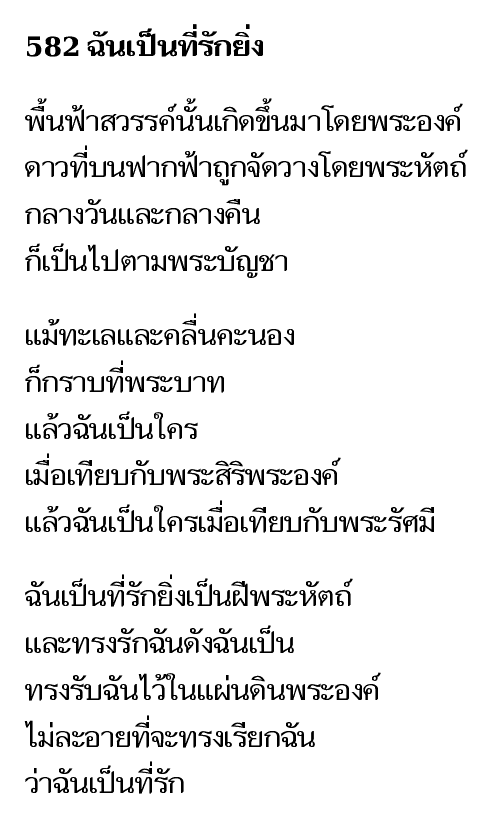 582 ฉันเป็นที่รักยิ่ง
พื้นฟ้าสวรรค์นั้นเกิดขึ้นมาโดยพระองค์
ดาวที่บนฟากฟ้าถูกจัดวางโดยพระหัตถ์
กลางวันและกลางคืน
ก็เป็นไปตามพระบัญชา
แม้ทะเลและคลื่นคะนอง
ก็กราบที่พระบาท
แล้วฉันเป็นใคร
เมื่อเทียบกับพระสิริพระองค์
แล้วฉันเป็นใครเมื่อเทียบกับพระรัศมี
ฉันเป็นที่รักยิ่งเป็นฝีพระหัตถ์
และทรงรักฉันดังฉันเป็น
ทรงรับฉันไว้ในแผ่นดินพระองค์
ไม่ละอายที่จะทรงเรียกฉัน
ว่าฉันเป็นที่รัก